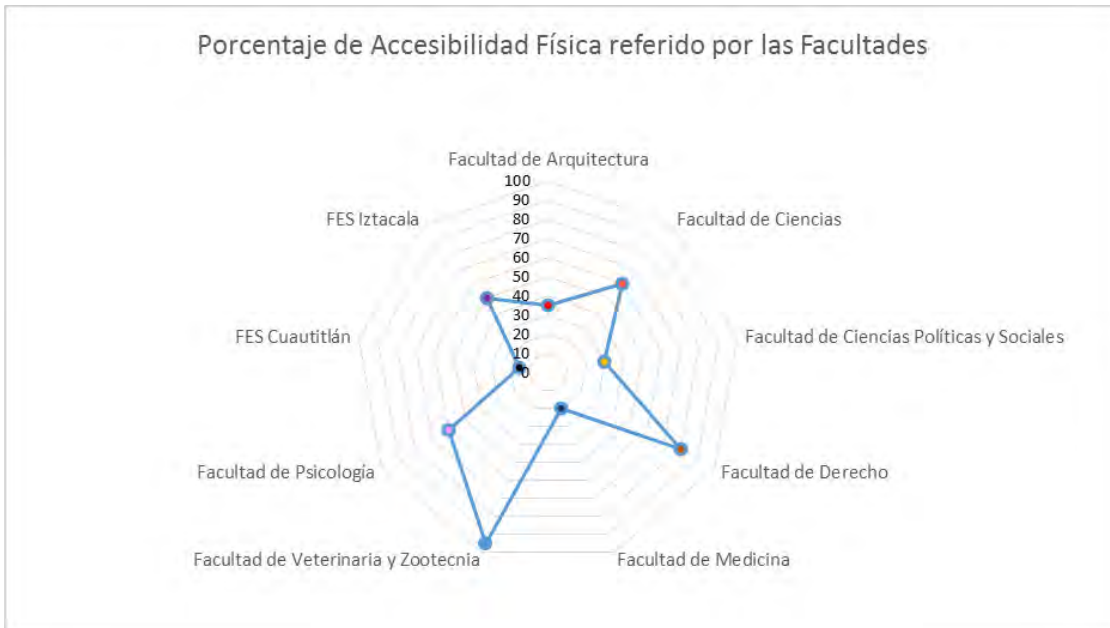 Porcentaje de Accesibilidad Física referido por las Facultades
Facultad de Arquitectura
100
90
80
70
60
50
40
30
20
10
0
Facultad de Ciencias
Facultad de Ciencias Políticas y Sociales
Facultad de Derecho
Facultad de Medicina
Facultad de Veterinaria y Zootecnia
Facultad de Psicología
FES Cuautitlán
FES Iztacala